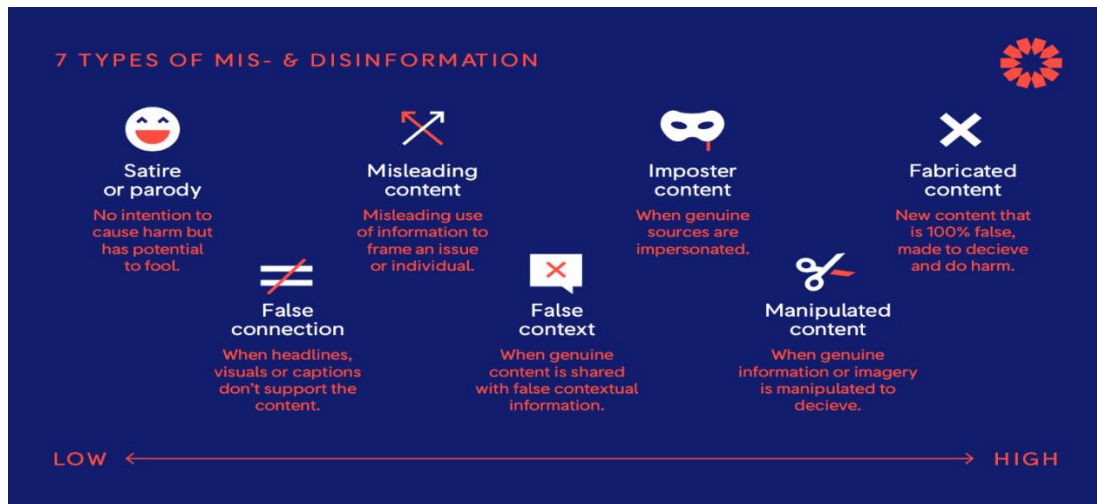 7 TYPES OF MIS- & DISINFORMATION
Satire
or parody
No intention to
cause harm but
has potential
to fool.
False
connection
When headlines,
visuals or captions
don't support the
content.
Misleading
content
Misleading use
of information to
frame an issue
or individual.
False
context
When genuine
content is shared
with false contextual
information.
Imposter
content
When genuine
sources are
impersonated.
Manipulated
content
When genuine
information or imagery
is manipulated to
decieve.
Fabricated
content
New content that
is 100% false,
made to decieve
and do harm.
LOW
HIGH